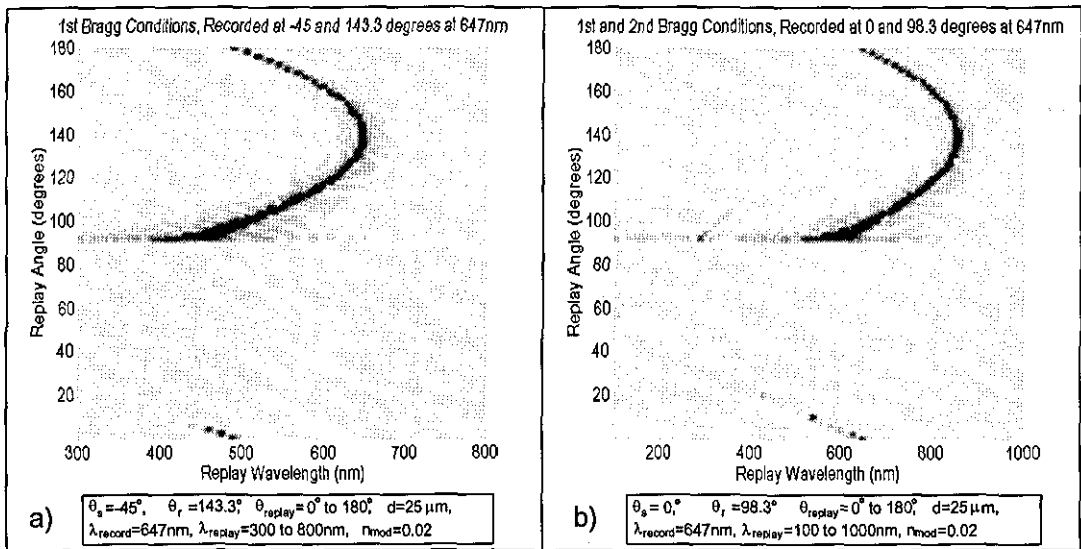 1st Bragg Conditions, Recorded at -45 and 143.3 degrees at 647nm
180
160
140
120
100
80
60
40
20
Replay Angle (degrees)
300 400 500 600 700 800
Replay Wavelength (nm)
a)
θs=-45°, θr=143.3°, θreplay=0° to 180°, d=25 μm,
λrecord=647nm, λreplay=300 to 800nm, nmod=0.02
1st and 2nd Bragg Conditions, Recorded at 0 and 98.3 degrees at 647nm
180
160
140
120
100
80
60
40
20
Replay Angle (degrees)
200 400 600 800 1000
Replay Wavelength (nm)
b)
θs=0,° θr=98.3° θreplay=0° to 180°, d=25μm,
λrecord=647nm, λreplay=100 to 1000nm, nmod=0.02